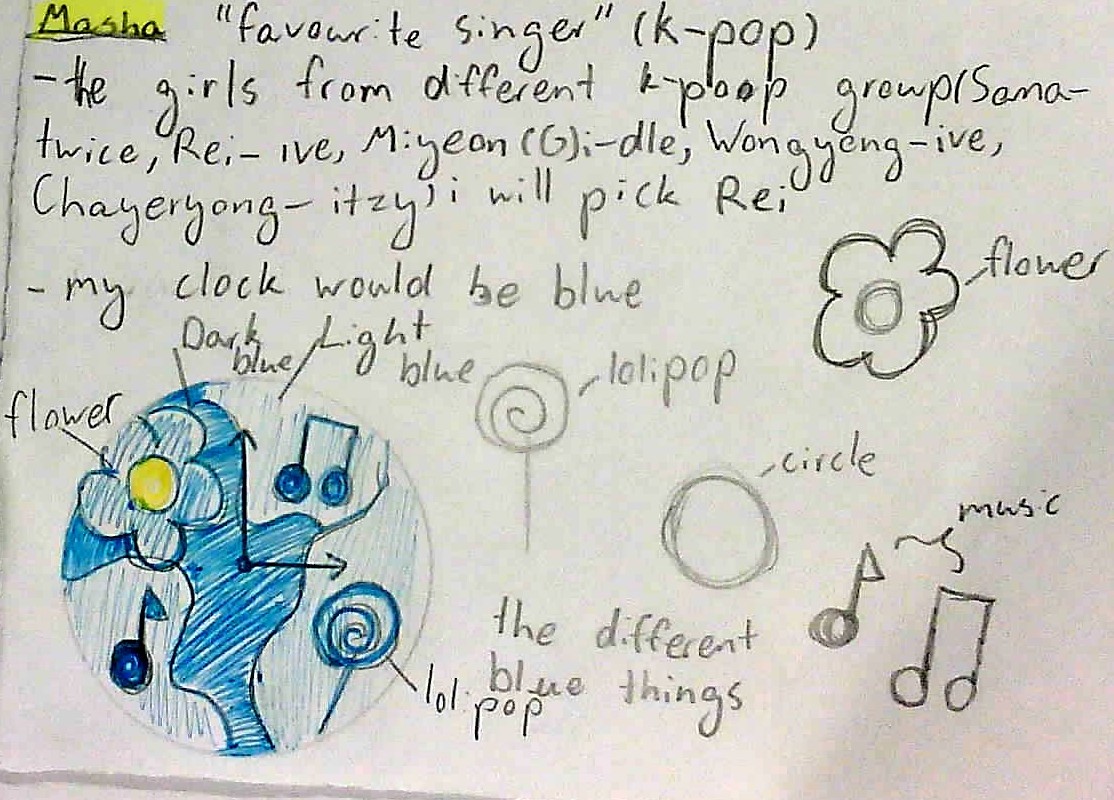 Masha "favourite singer" (k-pop)
- the girls from different k-poop group(Sana-
twice, Rei- ive, Miyeon (G)i-dle, Wongyeng-ive,
Chayeryong- itzy) i will pick Rei
- my clock would be blue
flower
Dark
blue
Light
blue
lolipop
flower
circle
music
the different
blue things
lolipop